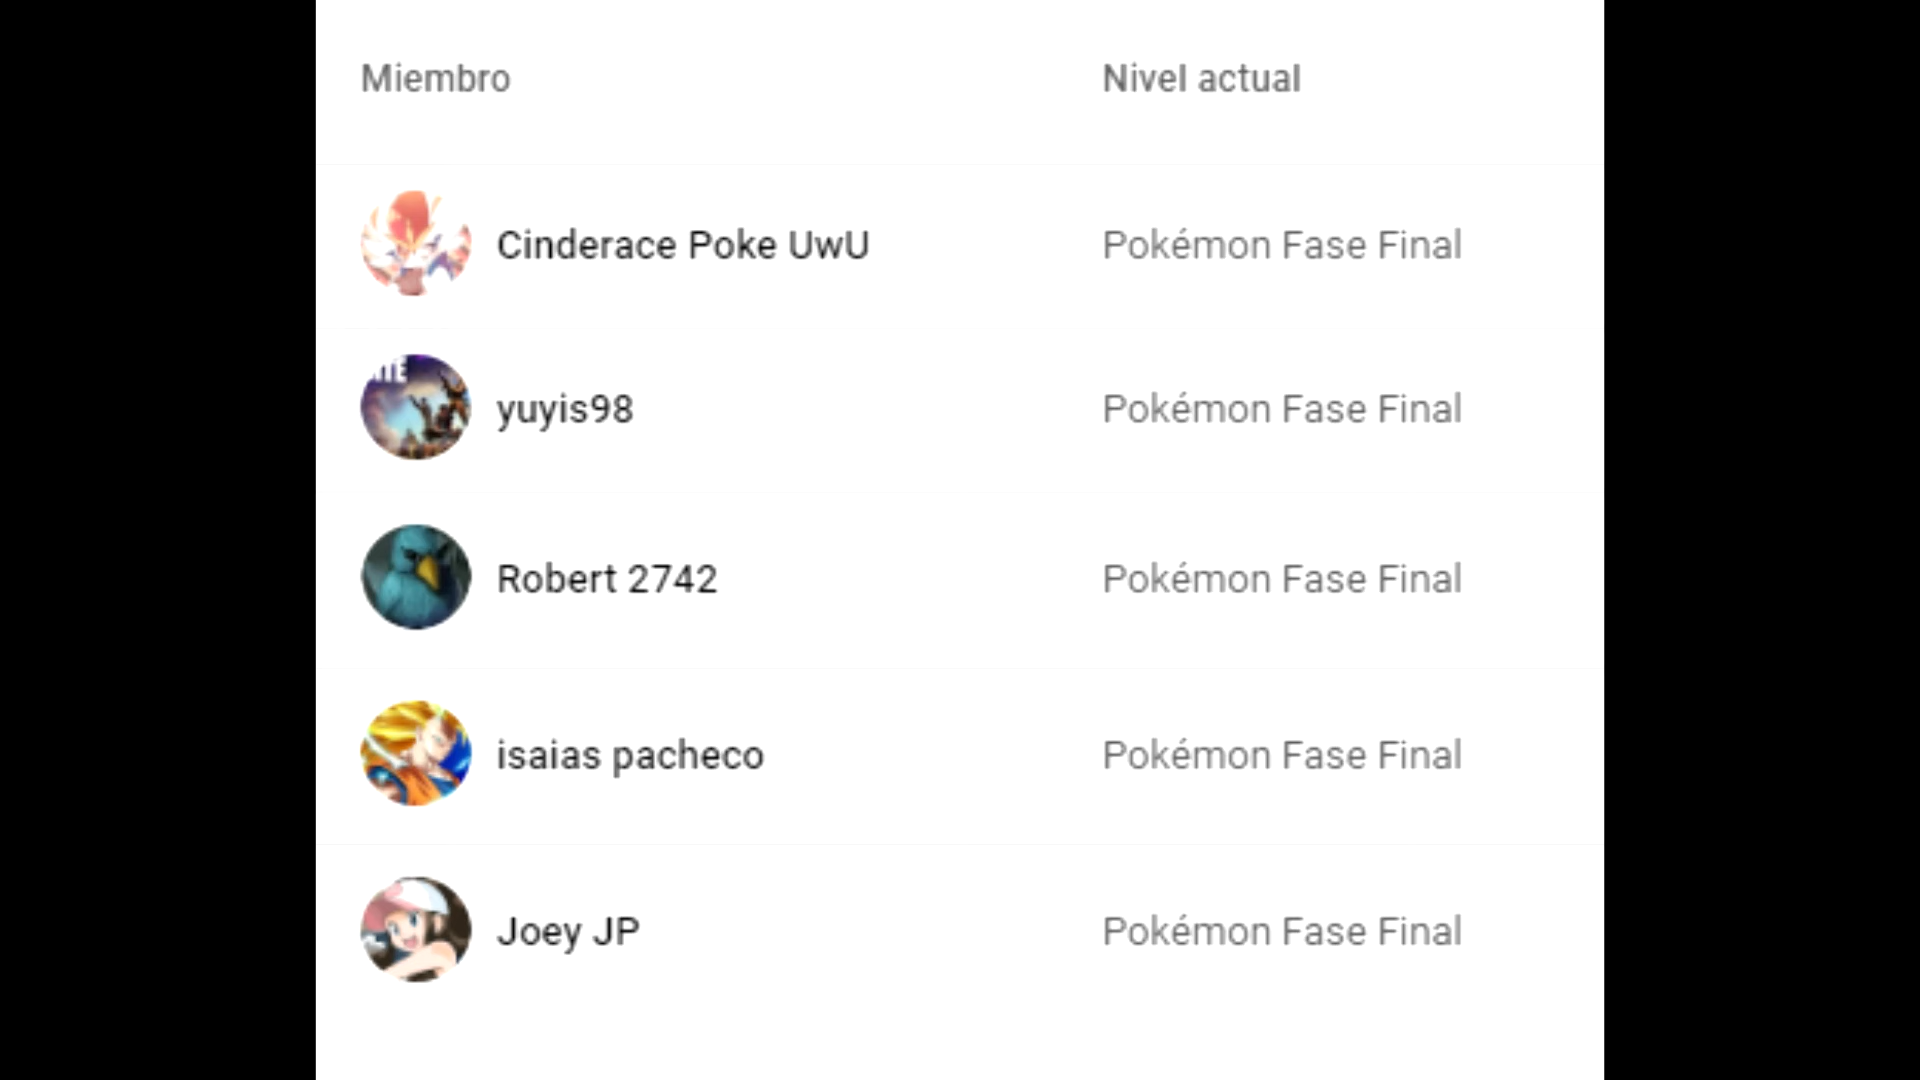 Miembro Nivel actual
Cinderace Poke UwU Pokémon Fase Final
yuyis98 Pokémon Fase Final
Robert 2742 Pokémon Fase Final
isaias pacheco Pokémon Fase Final
Joey JP Pokémon Fase Final